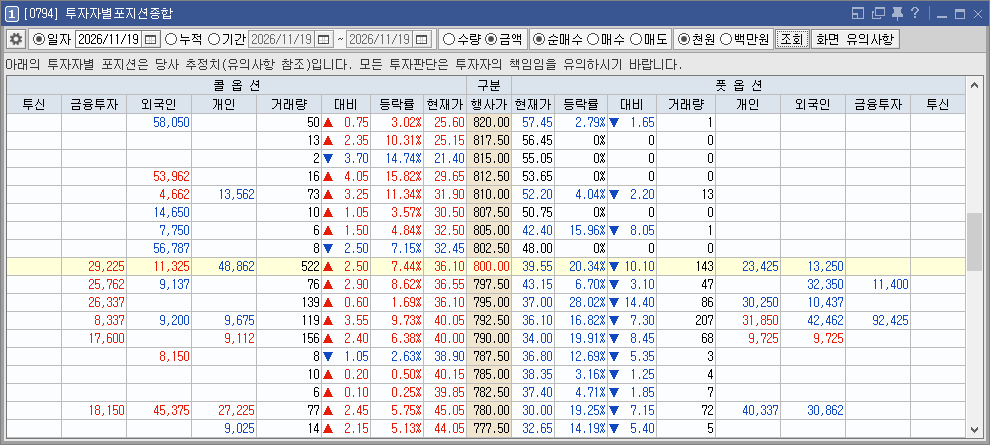 1 [0794] 투자자별포지션종합
일자 2026/11/19 누적 기간 2026/11/19 ~ 2026/11/19 수량 금액 순매수 매수 매도 천원 백만원 조회 화면 유의사항
아래의 투자자별 포지션은 당사 추정치(유의사항 참조)입니다. 모든 투자판단은 투자자의 책임임을 유의하시기 바랍니다.
콜 옵 션 구분 풋 옵 션
투신 금융투자 외국인 개인 거래량 대비 등락률 현재가 행사가 현재가 등락률 대비 거래량 개인 외국인 금융투자 투신
58,050 50 ▲ 0.75 3.02% 25.60 820.00 57.45 2.79% ▼ 1.65 1
13 ▲ 2.35 10.31% 25.15 817.50 56.45 0% 0 0
2 ▼ 3.70 14.74% 21.40 815.00 55.05 0% 0 0
53,962 16 ▲ 4.05 15.82% 29.65 812.50 53.65 0% 0 0
4,662 13,562 73 ▲ 3.25 11.34% 31.90 810.00 52.20 4.04% ▼ 2.20 13
14,650 10 ▲ 1.05 3.57% 30.50 807.50 50.75 0% 0 0
7,750 6 ▲ 1.50 4.84% 32.50 805.00 42.40 15.96% ▼ 8.05 1
56,787 8 ▼ 2.50 7.15% 32.45 802.50 48.00 0% 0 0
29,225 11,325 48,862 522 ▲ 2.50 7.44% 36.10 800.00 39.55 20.34% ▼ 10.10 143 23,425 13,250
25,762 9,137 76 ▲ 2.90 8.62% 36.55 797.50 43.15 6.70% ▼ 3.10 47 32,350 11,400
26,337 139 ▲ 0.60 1.69% 36.10 795.00 37.00 28.02% ▼ 14.40 86 30,250 10,437
8,337 9,200 9,675 119 ▲ 3.55 9.73% 40.05 792.50 36.10 16.82% ▼ 7.30 207 31,850 42,462 92,425
17,600 9,112 156 ▲ 2.40 6.38% 40.00 790.00 34.00 19.91% ▼ 8.45 68 9,725 9,725
8,150 8 ▼ 1.05 2.63% 38.90 787.50 36.80 12.69% ▼ 5.35 3
10 ▲ 0.20 0.50% 40.15 785.00 38.35 3.16% ▼ 1.25 4
6 ▲ 0.10 0.25% 39.85 782.50 37.40 4.71% ▼ 1.85 7
18,150 45,375 27,225 77 ▲ 2.45 5.75% 45.05 780.00 30.00 19.25% ▼ 7.15 72 40,337 30,862
9,025 14 ▲ 2.15 5.13% 44.05 777.50 32.65 14.19% ▼ 5.40 5